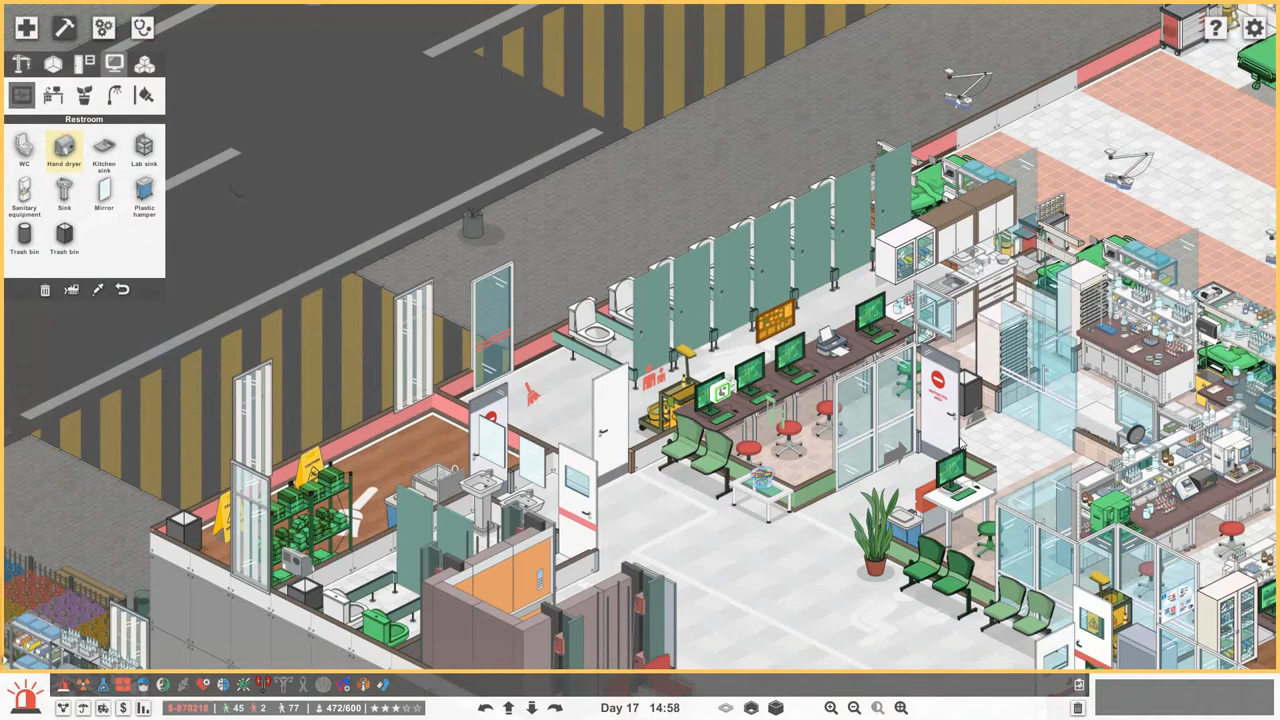 ?
Restroom
WC
Hand dryer
Kitchen sink
Lab sink
Sanitary equipment
Sink
Mirror
Plastic hamper
Trash bin
Trash bin
$-870218
45
2
77
472/600
Day 17 14:58